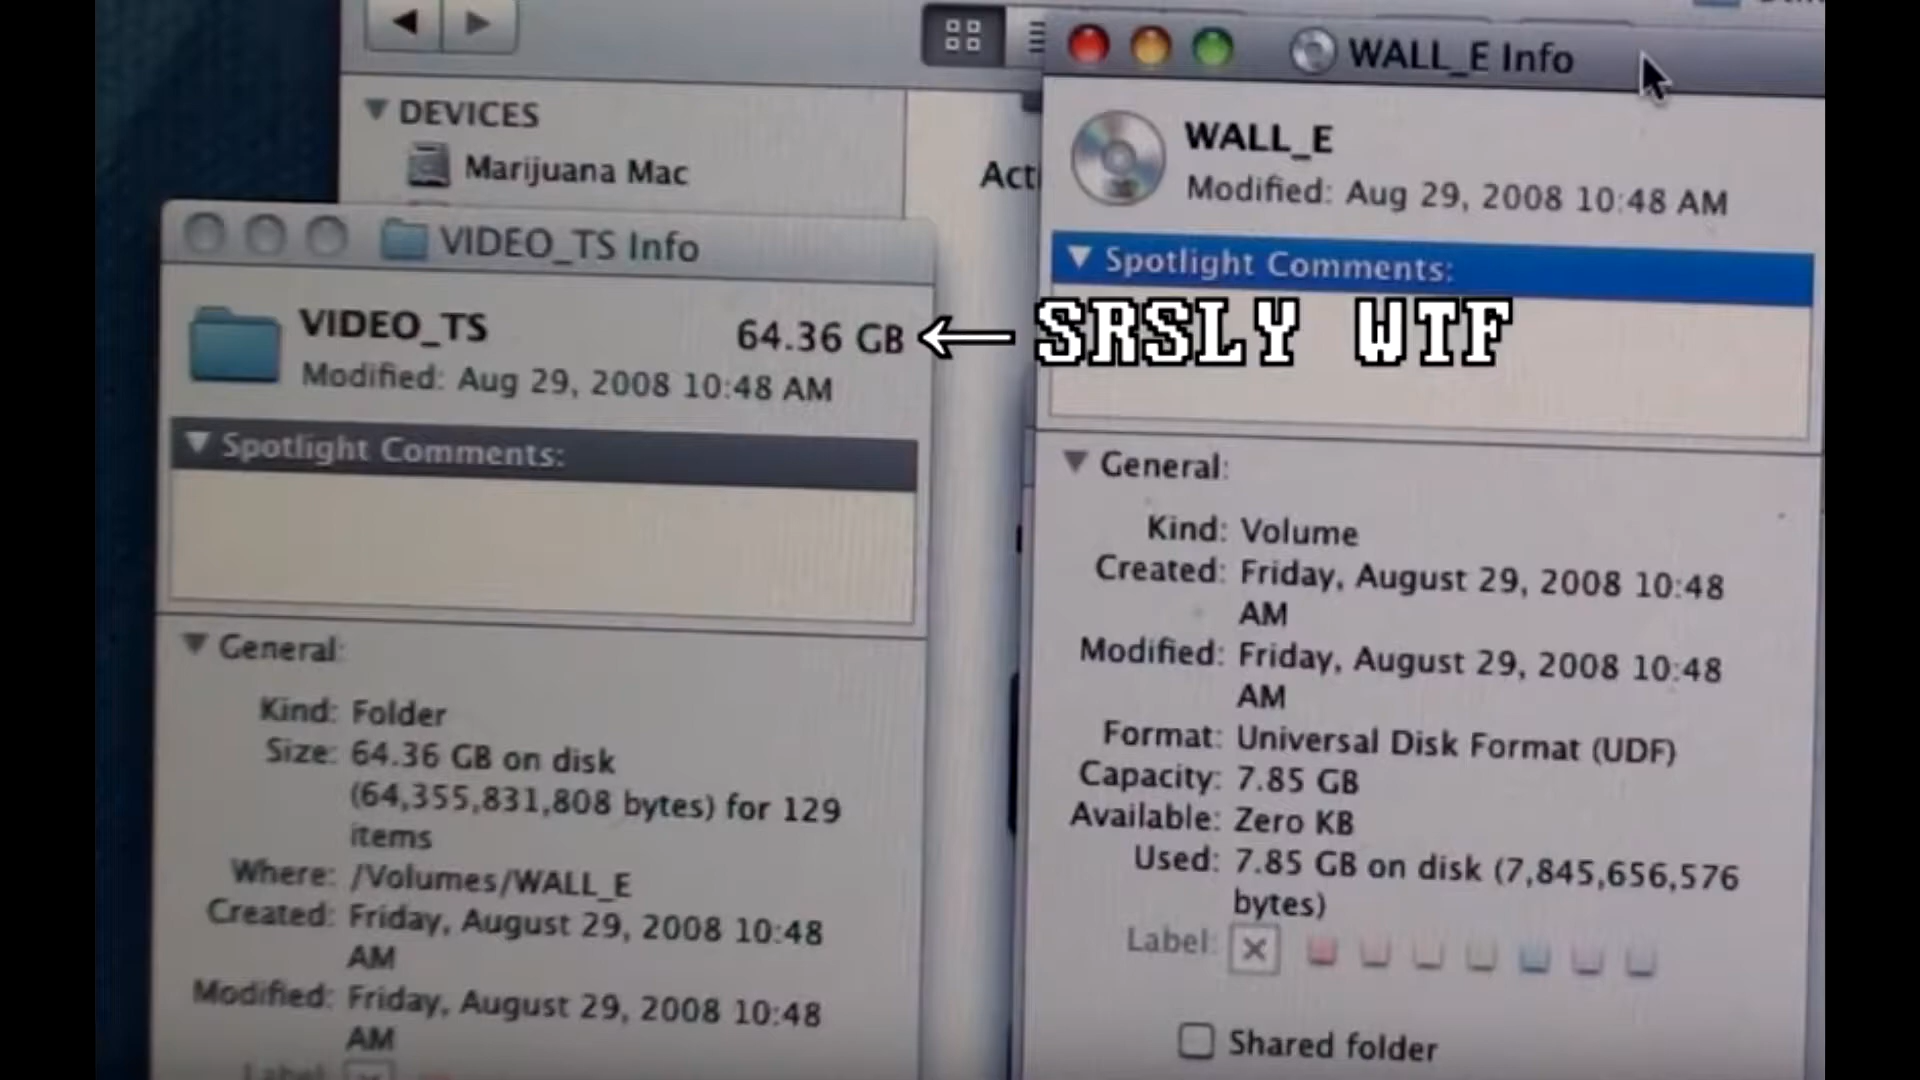 DEVICES
Marijuana Mac
VIDEO_TS Info
VIDEO_TS 64.36 GB
Modified: Aug 29, 2008 10:48 AM
Spotlight Comments:
General:
Kind: Folder
Size: 64.36 GB on disk
(64,355,831,808 bytes) for 129
items
Where: /Volumes/WALL_E
Created: Friday, August 29, 2008 10:48
AM
Modified: Friday, August 29, 2008 10:48
AM
Label:
SRSLY WTF
WALL_E Info
WALL_E
Modified: Aug 29, 2008 10:48 AM
Spotlight Comments:
General:
Kind: Volume
Created: Friday, August 29, 2008 10:48
AM
Modified: Friday, August 29, 2008 10:48
AM
Format: Universal Disk Format (UDF)
Capacity: 7.85 GB
Available: Zero KB
Used: 7.85 GB on disk (7,845,656,576
bytes)
Label:
Shared folder